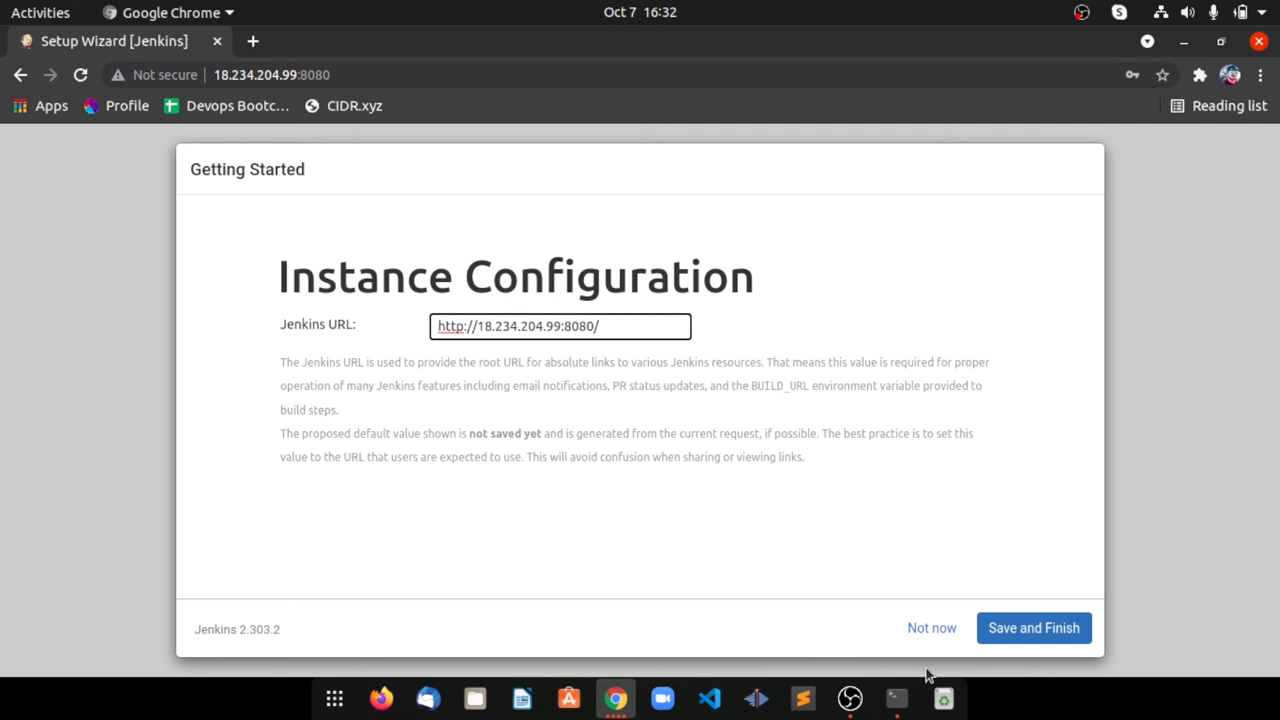 Activities
Google Chrome
Oct 7 16:32
Setup Wizard [Jenkins]
Not secure
18.234.204.99:8080
Apps
Profile
Devops Bootc...
CIDR.xyz
Reading list
Getting Started
Instance Configuration
Jenkins URL:
http://18.234.204.99:8080/
The Jenkins URL is used to provide the root URL for absolute links to various Jenkins resources. That means this value is required for proper
operation of many Jenkins features including email notifications, PR status updates, and the BUILD_URL environment variable provided to
build steps.
The proposed default value shown is not saved yet and is generated from the current request, if possible. The best practice is to set this
value to the URL that users are expected to use. This will avoid confusion when sharing or viewing links.
Jenkins 2.303.2
Not now
Save and Finish